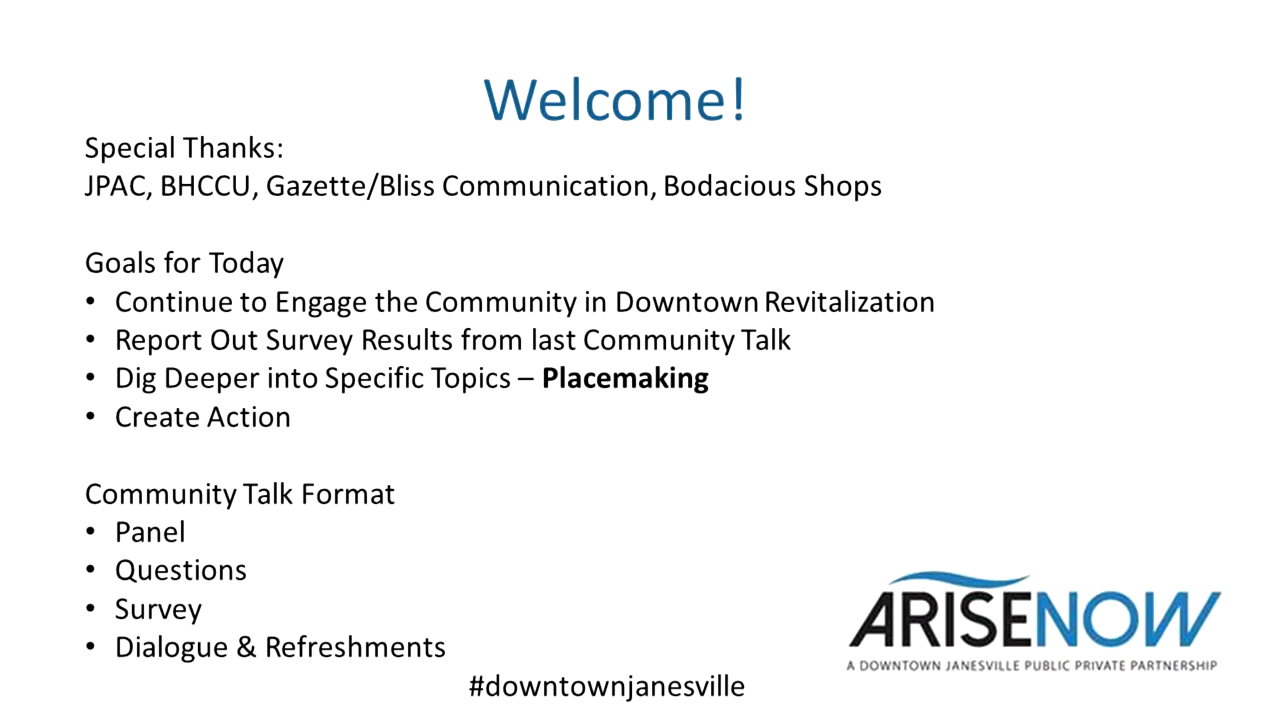 Welcome!
Special Thanks:
JPAC, BHCCU, Gazette/Bliss Communication, Bodacious Shops
Goals for Today
• Continue to Engage the Community in Downtown Revitalization
• Report Out Survey Results from last Community Talk
• Dig Deeper into Specific Topics – Placemaking
• Create Action
Community Talk Format
• Panel
• Questions
• Survey
• Dialogue & Refreshments
ARISENOW
A DOWNTOWN JANESVILLE PUBLIC PRIVATE PARTNERSHIP
#downtownjanesville